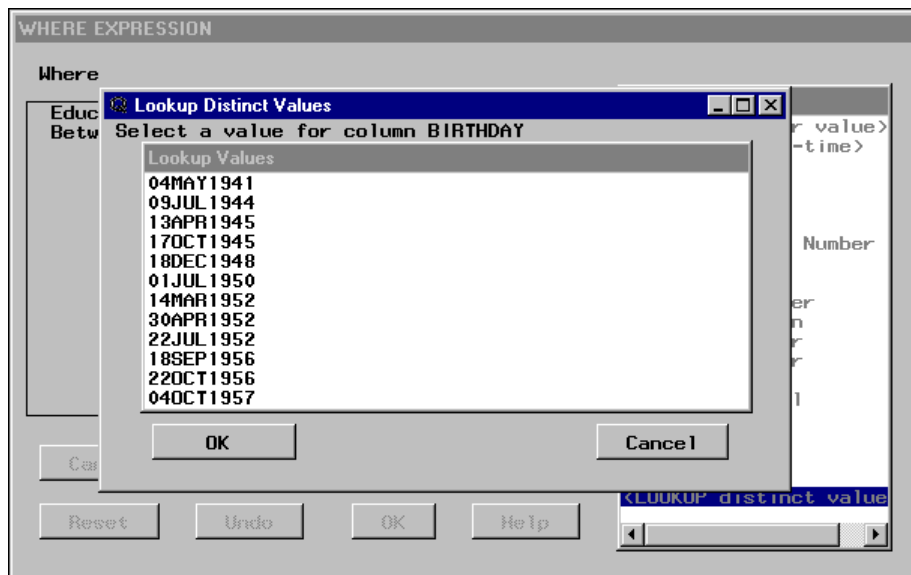 WHERE EXPRESSION
Where
Educ
Betw
Lookup Distinct Values
Select a value for column BIRTHDAY
Lookup Values
04MAY1941
09JUL1944
13APR1945
17OCT1945
18DEC1948
01JUL1950
14MAR1952
30APR1952
22JUL1952
18SEP1956
22OCT1956
04OCT1957
OK
Cancel
r value>
-time>
Number
er
n
r
r
l
<LOOKUP distinct value
Can
Reset
Undo
OK
Help